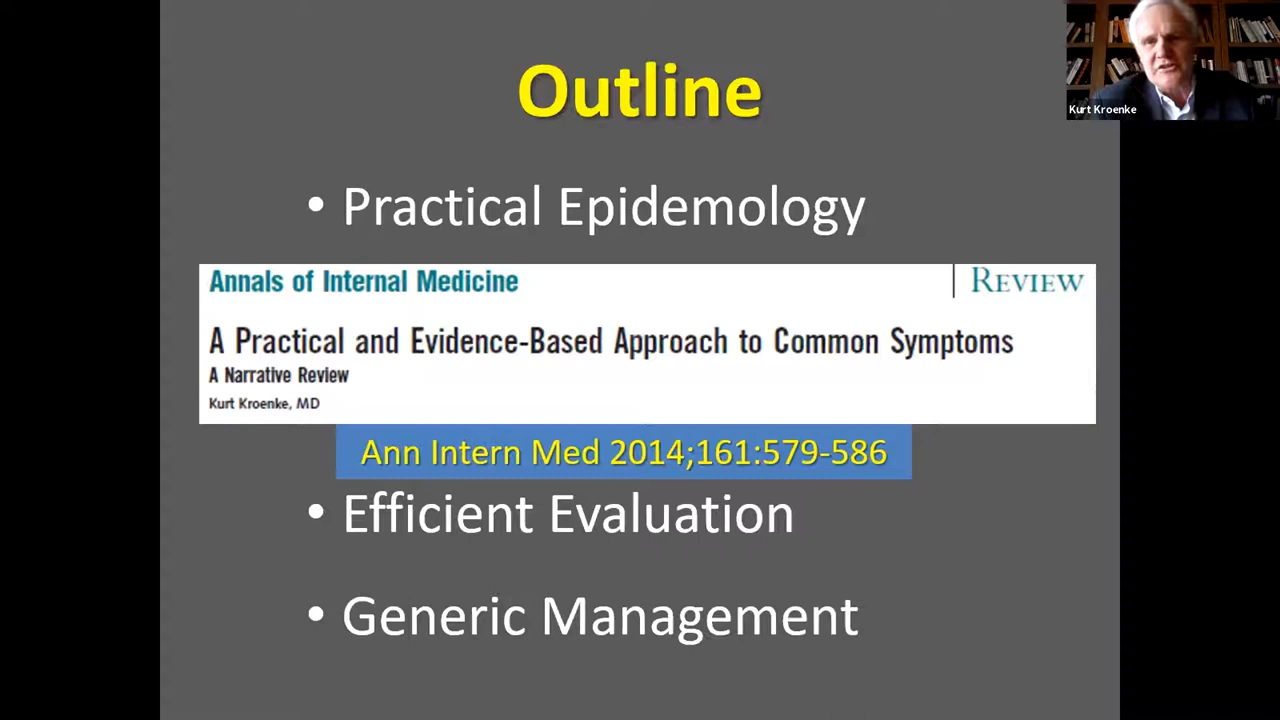 Outline
Kurt Kroenke
• Practical Epidemology
Annals of Internal Medicine
REVIEW
A Practical and Evidence-Based Approach to Common Symptoms
A Narrative Review
Kurt Kroenke, MD
Ann Intern Med 2014;161:579-586
• Efficient Evaluation
• Generic Management